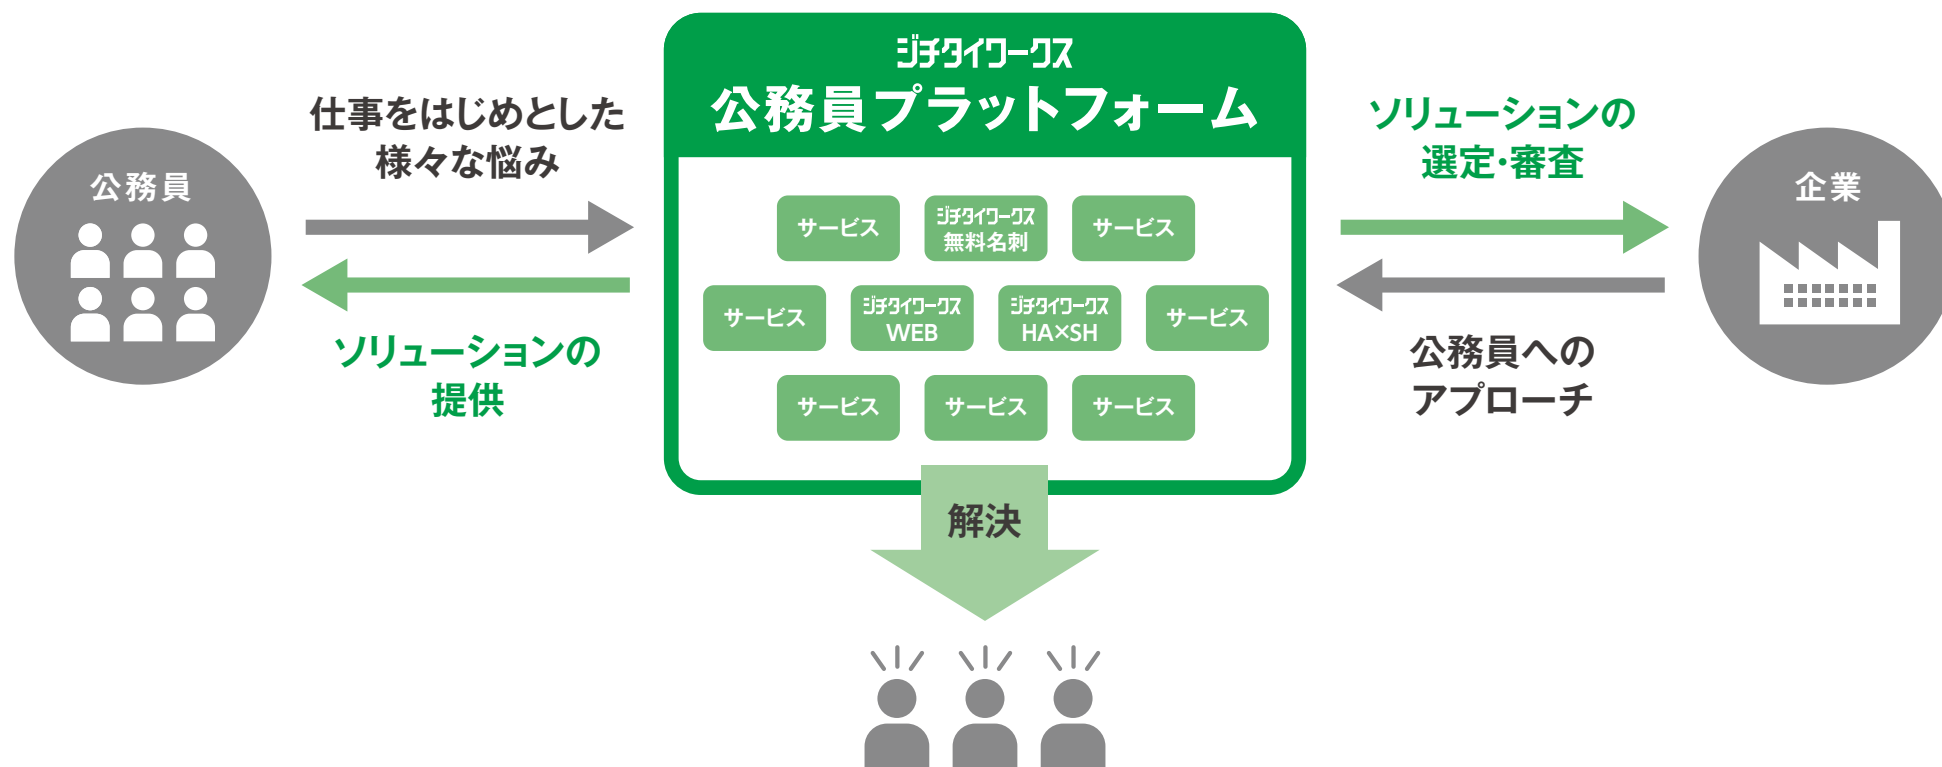 ジチタイワークス
公務員プラットフォーム
公務員
仕事をはじめとした
様々な悩み
ソリューションの
提供
サービス
ジチタイワークス
無料名刺
サービス
サービス
ジチタイワークス
WEB
ジチタイワークス
HA×SH
サービス
サービス
サービス
サービス
ソリューションの
選定・審査
公務員への
アプローチ
企業
解決